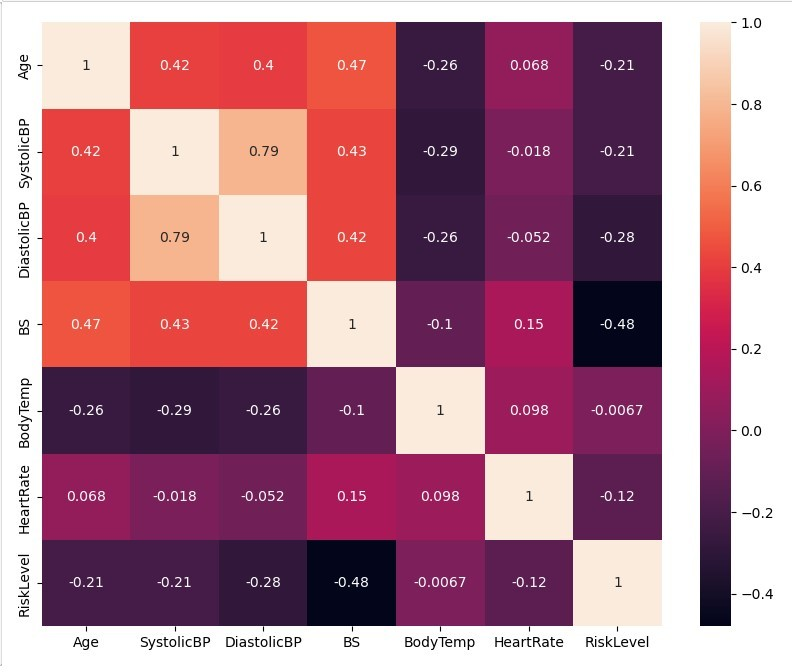 Age 1 0.42 0.4 0.47 -0.26 0.068 -0.21
SystolicBP 0.42 1 0.79 0.43 -0.29 -0.018 -0.21
DiastolicBP 0.4 0.79 1 0.42 -0.26 -0.052 -0.28
BS 0.47 0.43 0.42 1 -0.1 0.15 -0.48
BodyTemp -0.26 -0.29 -0.26 -0.1 1 0.098 -0.0067
HeartRate 0.068 -0.018 -0.052 0.15 0.098 1 -0.12
RiskLevel -0.21 -0.21 -0.28 -0.48 -0.0067 -0.12 1
Age SystolicBP DiastolicBP BS BodyTemp HeartRate RiskLevel
1.0
0.8
0.6
0.4
0.2
0.0
−0.2
−0.4